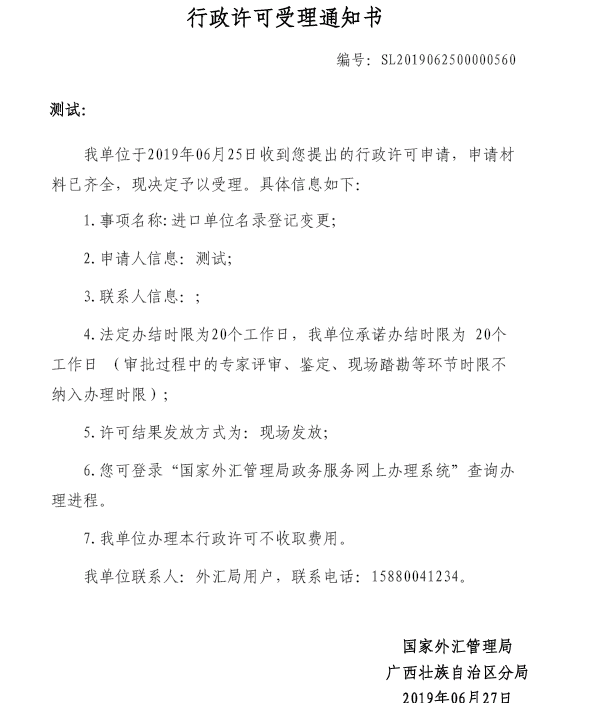 行政许可受理通知书
编号：SL2019062500000560
测试：
我单位于2019年06月25日收到您提出的行政许可申请，申请材
料已齐全，现决定予以受理。具体信息如下：
1.事项名称:进口单位名录登记变更;
2.申请人信息：测试;
3.联系人信息：;
4.法定办结时限为20个工作日，我单位承诺办结时限为 20个
工作日 （审批过程中的专家评审、鉴定、现场踏勘等环节时限不
纳入办理时限）;
5.许可结果发放方式为：现场发放;
6.您可登录“国家外汇管理局政务服务网上办理系统”查询办
理进程。
7.我单位办理本行政许可不收取费用。
我单位联系人：外汇局用户，联系电话：15880041234。
国家外汇管理局
广西壮族自治区分局
2019年06月27日